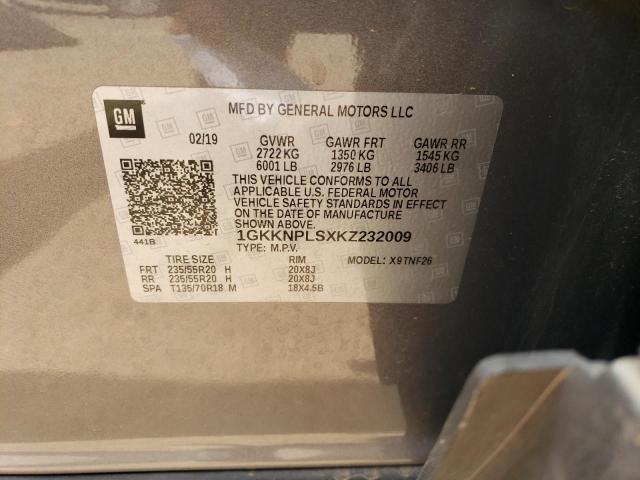 GM
MFD BY GENERAL MOTORS LLC
02/19 GVWR GAWR FRT GAWR RR
2722 KG 1350 KG 1545 KG
6001 LB 2976 LB 3406 LB
THIS VEHICLE CONFORMS TO ALL
APPLICABLE U.S. FEDERAL MOTOR
VEHICLE SAFETY STANDARDS IN EFFECT
ON THE DATE OF MANUFACTURE
SHOWN ABOVE.
441B
1GKKNPLSXKZ232009
TYPE: M.P.V. MODEL: X9TNF26
TIRE SIZE RIM
FRT 235/55R20 H 20X8J
RR 235/55R20 H 20X8J
SPA T135/70R18 M 18X4.5B